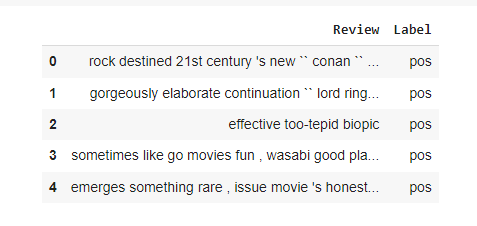 Review Label
0 rock destined 21st century 's new `` conan `` ... pos
1 gorgeously elaborate continuation `` lord ring... pos
2 effective too-tepid biopic pos
3 sometimes like go movies fun , wasabi good pla... pos
4 emerges something rare , issue movie 's honest... pos